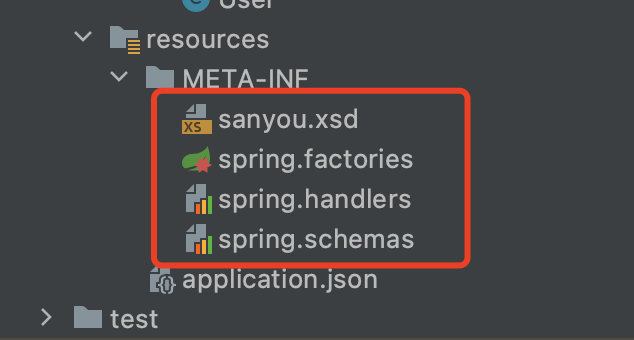 User
resources
META-INF
XS
sanyou.xsd
spring.factories
spring.handlers
spring.schemas
application.json
test